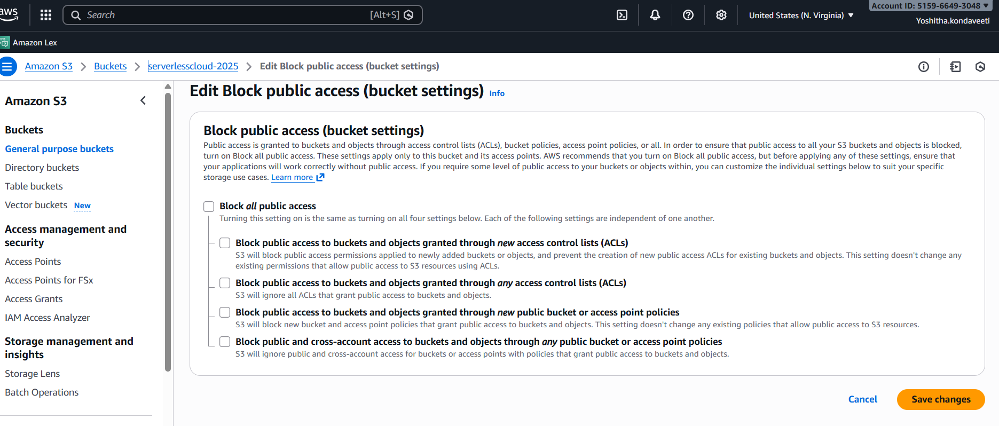 aws
Search
[Alt+S]
United States (N. Virginia)
Account ID: 5159-6649-3048
Yoshitha.kondaveeti
Amazon Lex
Amazon S3
Buckets
serverlesscloud-2025
Edit Block public access (bucket settings)
Amazon S3
Buckets
General purpose buckets
Directory buckets
Table buckets
Vector buckets New
Access management and
security
Access Points
Access Points for FSx
Access Grants
IAM Access Analyzer
Storage management and
insights
Storage Lens
Batch Operations
Edit Block public access (bucket settings) Info
Block public access (bucket settings)
Public access is granted to buckets and objects through access control lists (ACLs), bucket policies, access point policies, or all. In order to ensure that public access to all your S3 buckets and objects is blocked,
turn on Block all public access. These settings apply only to this bucket and its access points. AWS recommends that you turn on Block all public access, but before applying any of these settings, ensure that
your applications will work correctly without public access. If you require some level of public access to your buckets or objects within, you can customize the individual settings below to suit your specific
storage use cases. Learn more
Block all public access
Turning this setting on is the same as turning on all four settings below. Each of the following settings are independent of one another.
Block public access to buckets and objects granted through new access control lists (ACLs)
S3 will block public access permissions applied to newly added buckets or objects, and prevent the creation of new public access ACLs for existing buckets and objects. This setting doesn't change any
existing permissions that allow public access to S3 resources using ACLs.
Block public access to buckets and objects granted through any access control lists (ACLs)
S3 will ignore all ACLs that grant public access to buckets and objects.
Block public access to buckets and objects granted through new public bucket or access point policies
S3 will block new bucket and access point policies that grant public access to buckets and objects. This setting doesn't change any existing policies that allow public access to S3 resources.
Block public and cross-account access to buckets and objects through any public bucket or access point policies
S3 will ignore public and cross-account access for buckets or access points with policies that grant public access to buckets and objects.
Cancel
Save changes